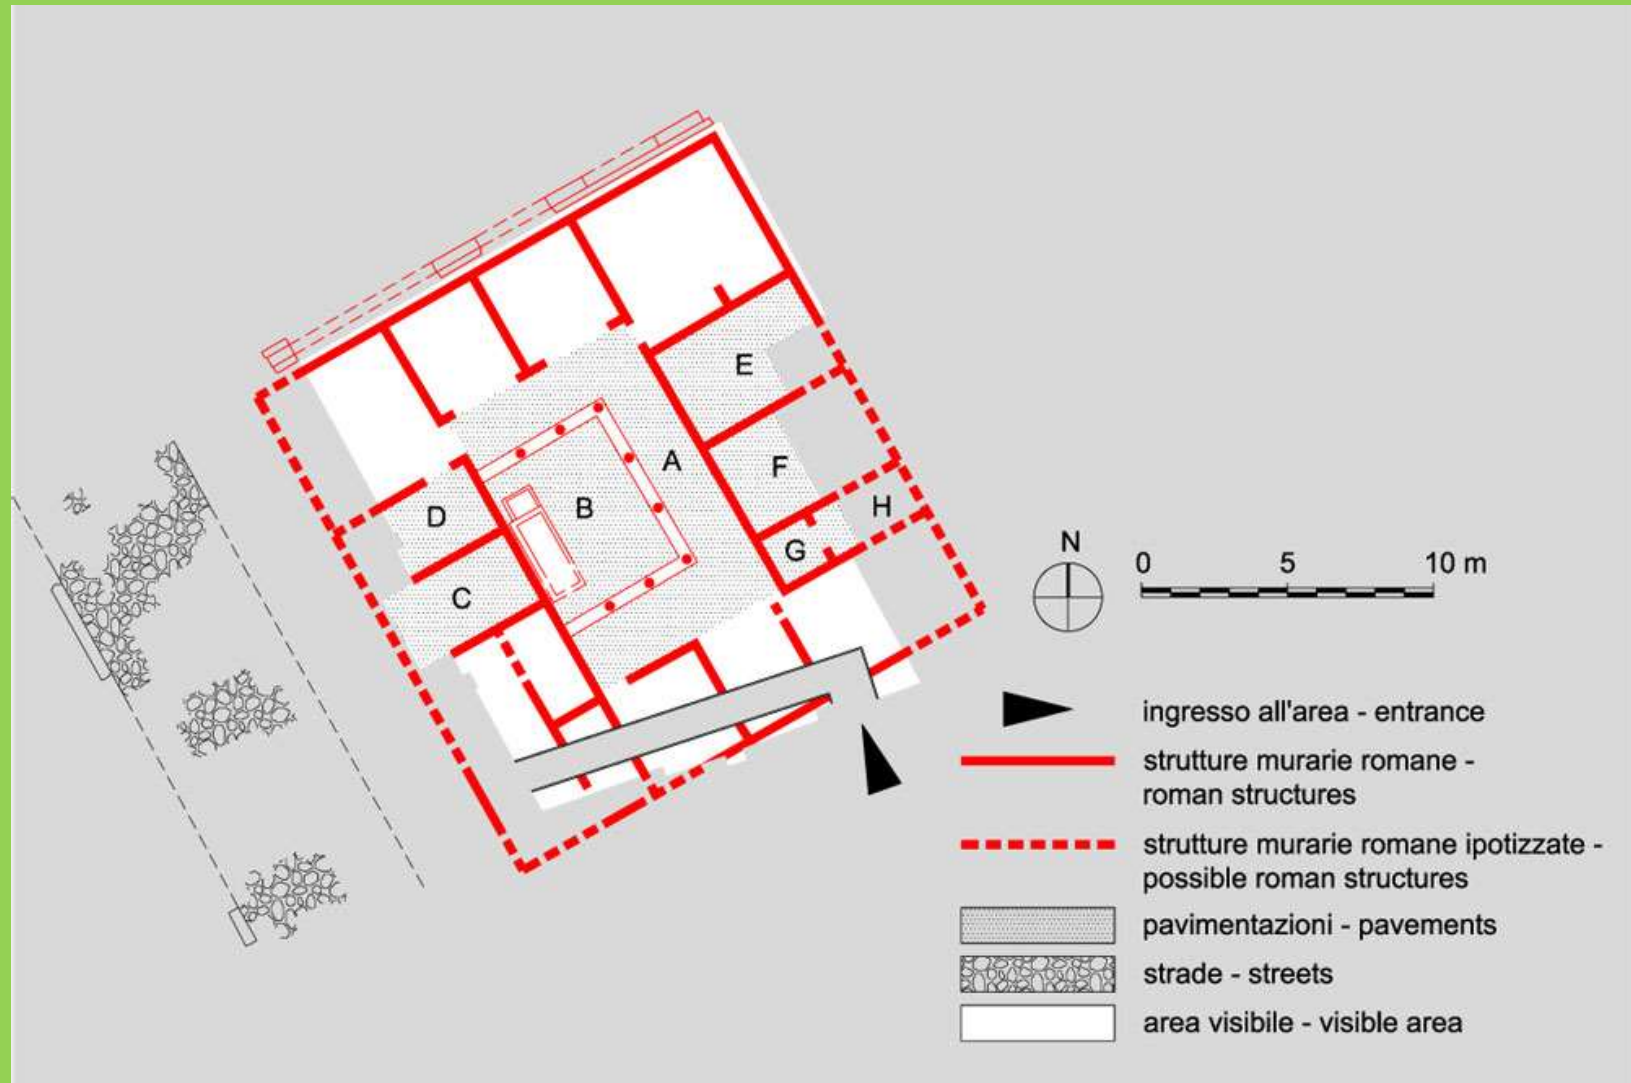 E
A
F
B
D
H
G
C
N
0 5 10 m
ingresso all'area - entrance
strutture murarie romane -
roman structures
strutture murarie romane ipotizzate -
possible roman structures
pavimentazioni - pavements
strade - streets
area visibile - visible area